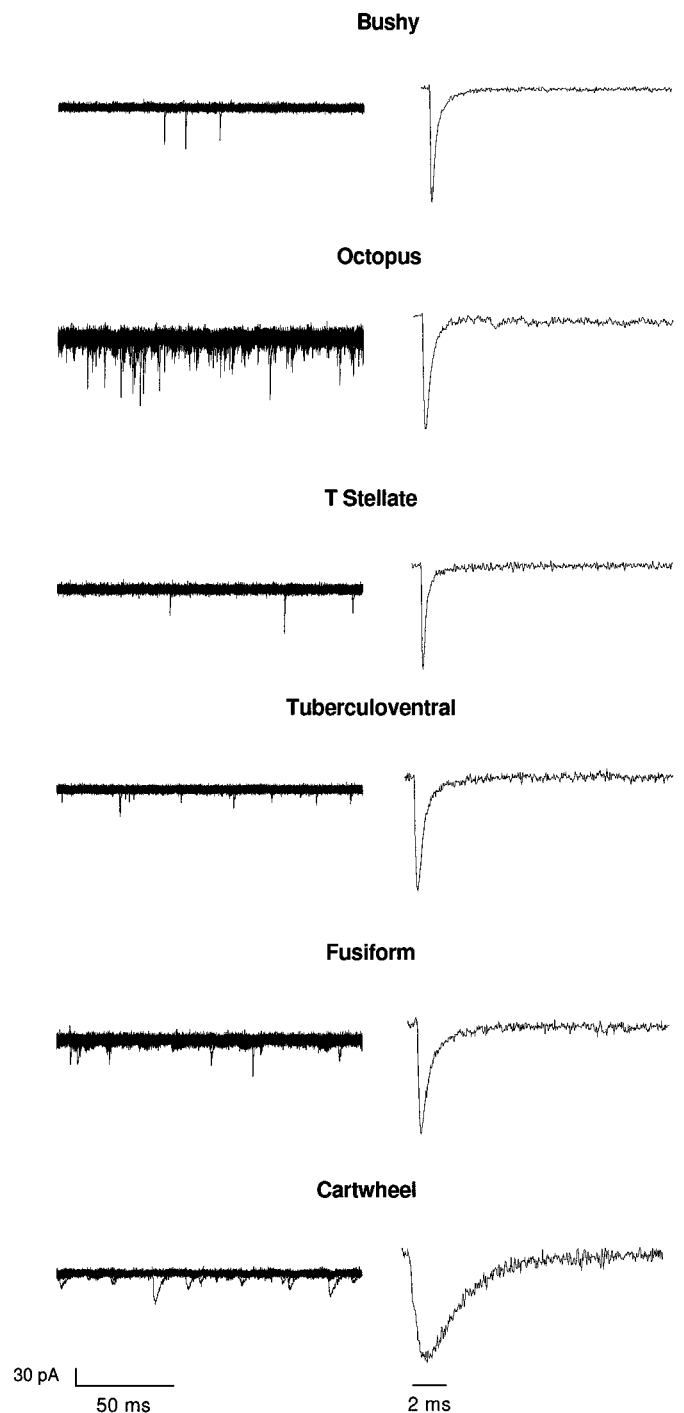 Bushy
Octopus
T Stellate
Tuberculoventral
Fusiform
Cartwheel
30 pA
50 ms
2 ms